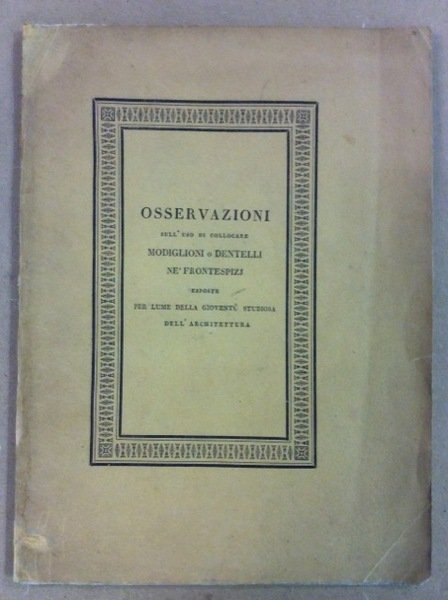 OSSERVAZIONI
SULL' USO DI COLLOCARE
MODIGLIONI O DENTELLI
NE' FRONTESPIZJ
ESPOSTE
PER LUME DELLA GIOVENTÙ STUDIOSA
DELL' ARCHITETTURA